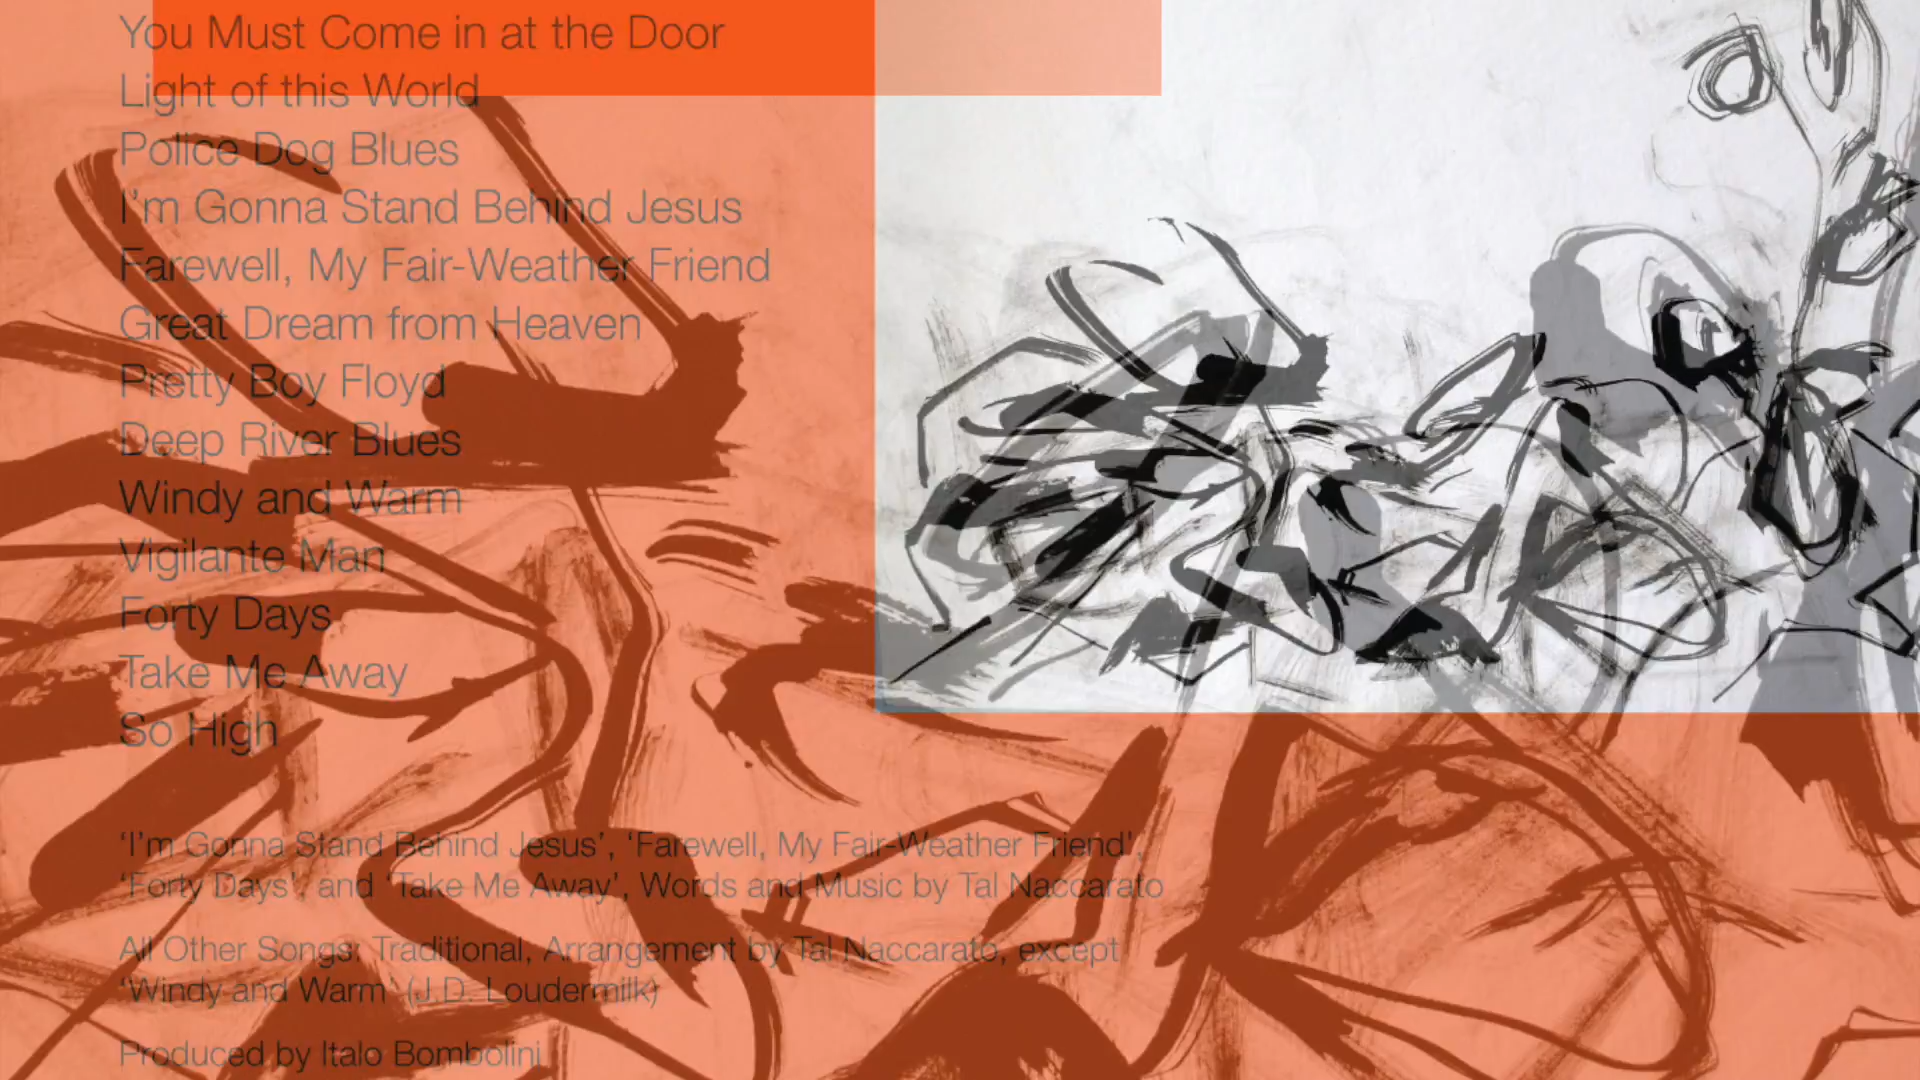 You Must Come in at the Door
Light of this World
Police Dog Blues
I'm Gonna Stand Behind Jesus
Farewell, My Fair-Weather Friend
Great Dream from Heaven
Pretty Boy Floyd
Deep River Blues
Windy and Warm
Vigilante Man
Forty Days
Take Me Away
So High
‘I’m Gonna Stand Behind Jesus’, ‘Farewell, My Fair-Weather Friend’,
‘Forty Days’, and ‘Take Me Away’, Words and Music by Tal Naccarato
All Other Songs: Traditional, Arrangement by Tal Naccarato, except
‘Windy and Warm’ (J.D. Loudermilk)
Produced by Italo Bombolini